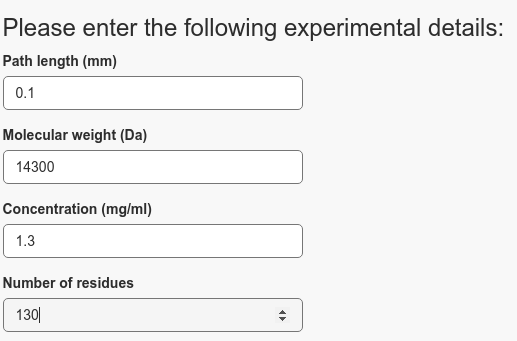 Please enter the following experimental details:
Path length (mm)
0.1
Molecular weight (Da)
14300
Concentration (mg/ml)
1.3
Number of residues
130